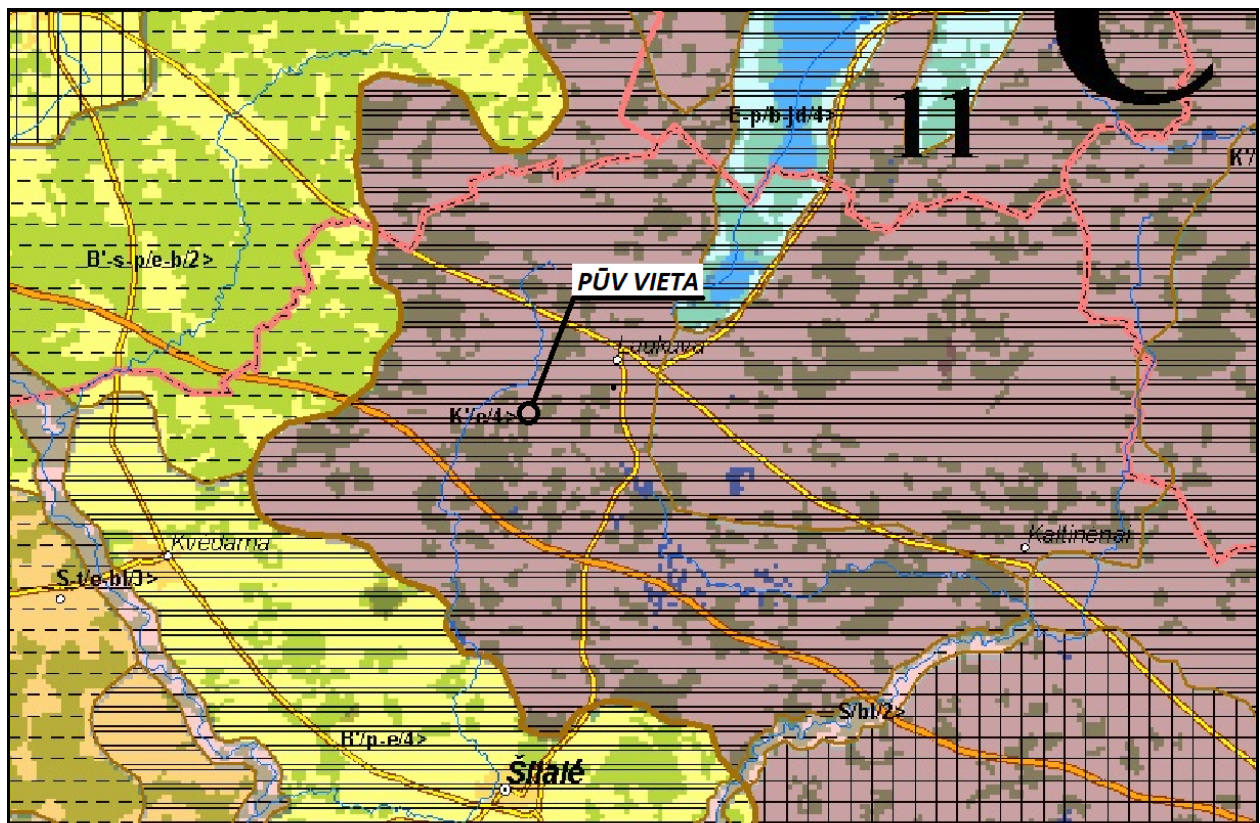 C
11
E-p/b-Jd/4>
K'/
B'-s-p/e-b/2>
PŪV VIETA
Laukuva
K'/e/4>
Kvėdarna
Kaltinėnai
S-t/e-bl/3>
S/bl/2>
B'/p-e/4>
Šilalė